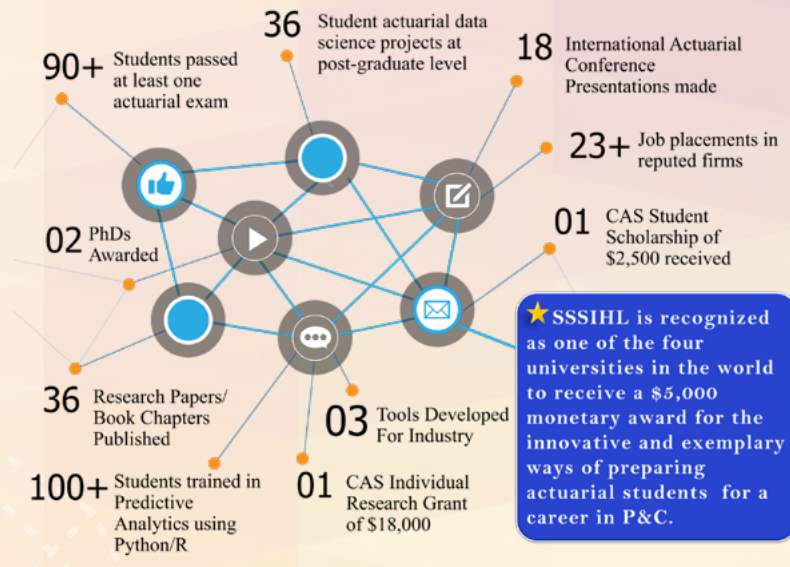 36
Student actuarial data
science projects at
post-graduate level
90+
Students passed
at least one
actuarial exam
18
International Actuarial
Conference
Presentations made
23+
Job placements in
reputed firms
02
PhDs
Awarded
01
CAS Student
Scholarship of
$2,500 received
SSSIHL is recognized
as one of the four
universities in the world
to receive a $5,000
monetary award for the
innovative and exemplary
ways of preparing
actuarial students for a
career in P&C.
36
Research Papers/
Book Chapters
Published
03
Tools Developed
For Industry
100+
Students trained in
Predictive
Analytics using
Python/R
01
CAS Individual
Research Grant
of $18,000